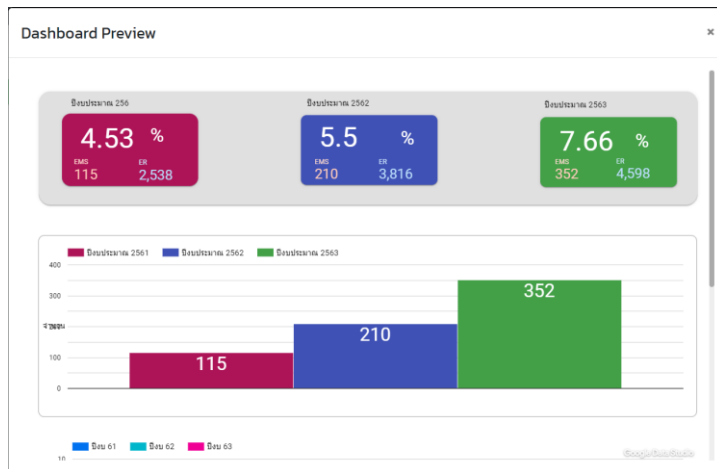 Dashboard Preview ×
ปีงบประมาณ 256 ปีงบประมาณ 2562 ปีงบประมาณ 2563
4.53 % 5.5 % 7.66 %
EMS ER EMS ER EMS ER
115 2,538 210 3,816 352 4,598
ปีงบประมาณ 2561 ปีงบประมาณ 2562 ปีงบประมาณ 2563
400
300
352
210
100
115
0
ปีงบ 61 ปีงบ 62 ปีงบ 63
10
Google Data Studio